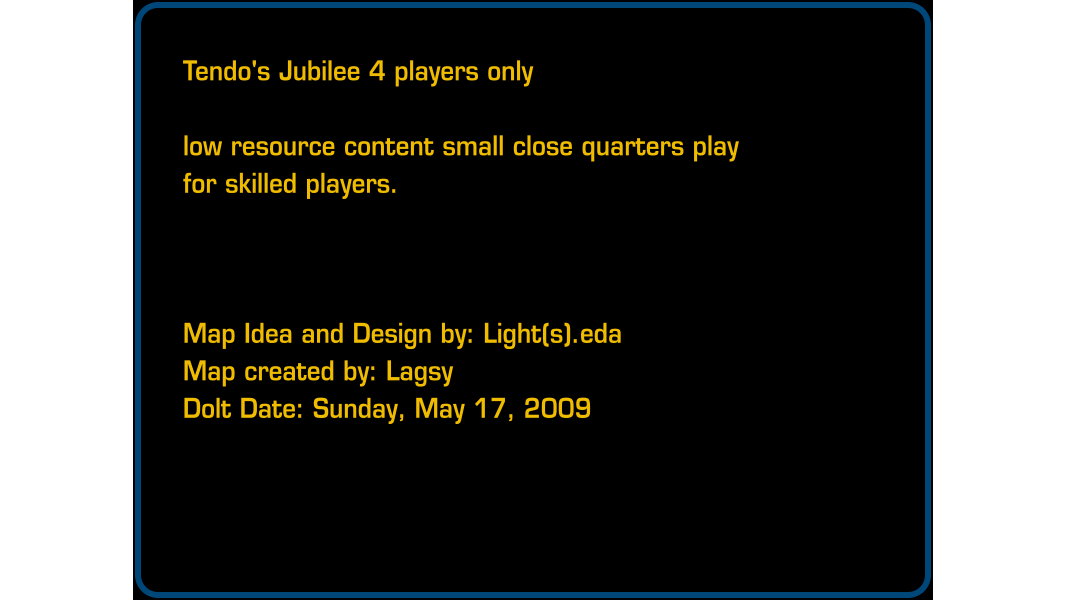 Tendo's Jubilee 4 players only
low resource content small close quarters play
for skilled players.
Map Idea and Design by: Light(s).eda
Map created by: Lagsy
Dolt Date: Sunday, May 17, 2009